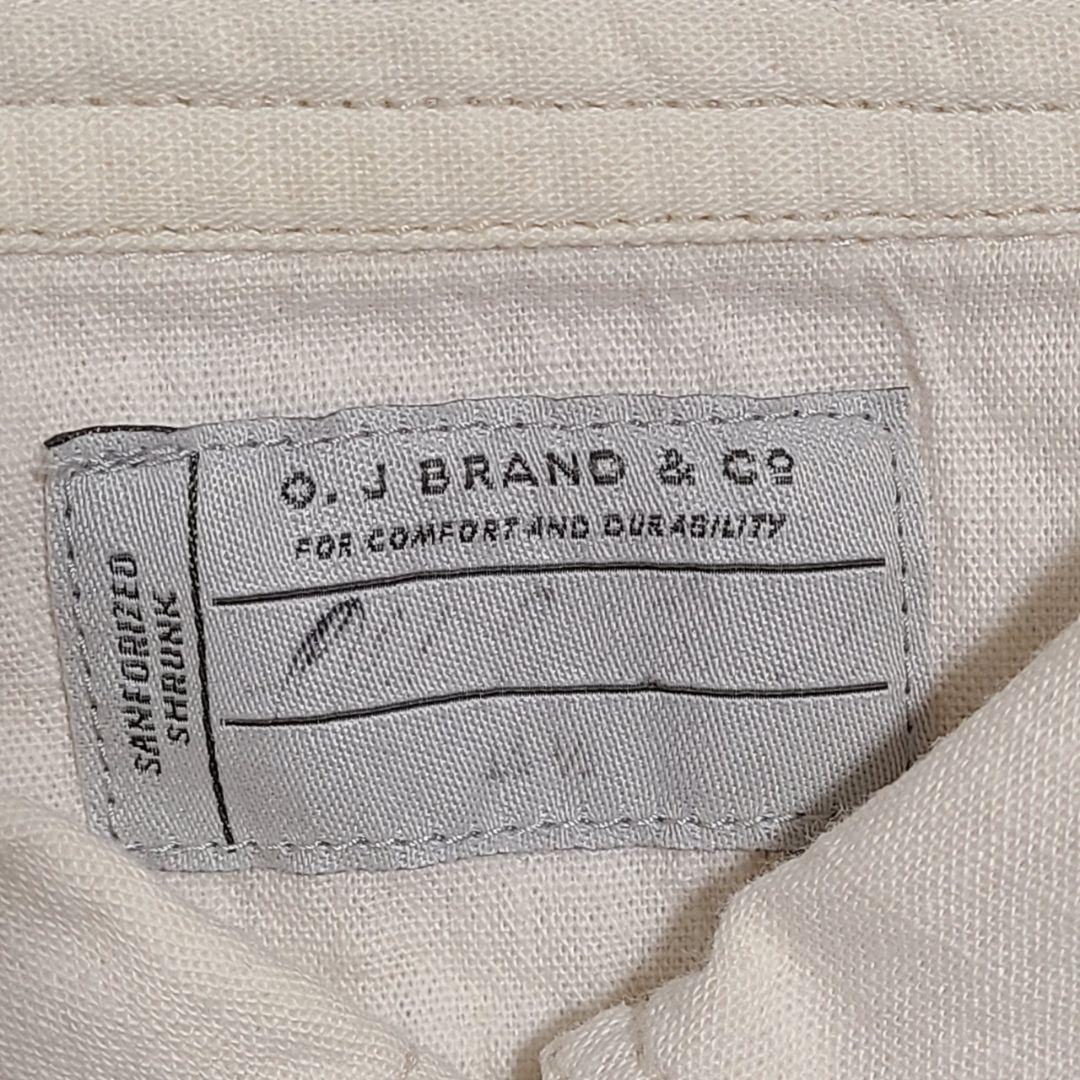 O. J BRAND & Cº
FOR COMFORT AND DURABILITY
SANFORIZED
SHRUNK